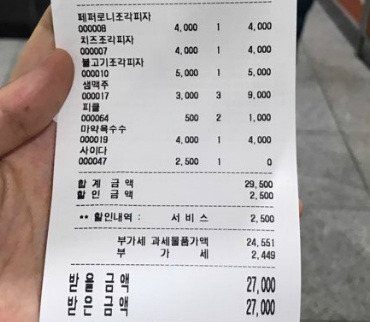 페퍼로니조각피자
000008 4,000 1 4,000
치즈조각피자
000007 4,000 1 4,000
불고기조각피자
000010 5,000 1 5,000
생맥주
000017 3,000 3 9,000
피클
000064 500 2 1,000
마약옥수수
000019 4,000 1 4,000
사이다
000047 2,500 1 0
합 계 금 액 29,500
할 인 금 액 2,500
** 할인내역 : 서 비 스 2,500
부가세 과세물품가액 24,551
부 가 세 2,449
받을금액 27,000
받은금액 27,000